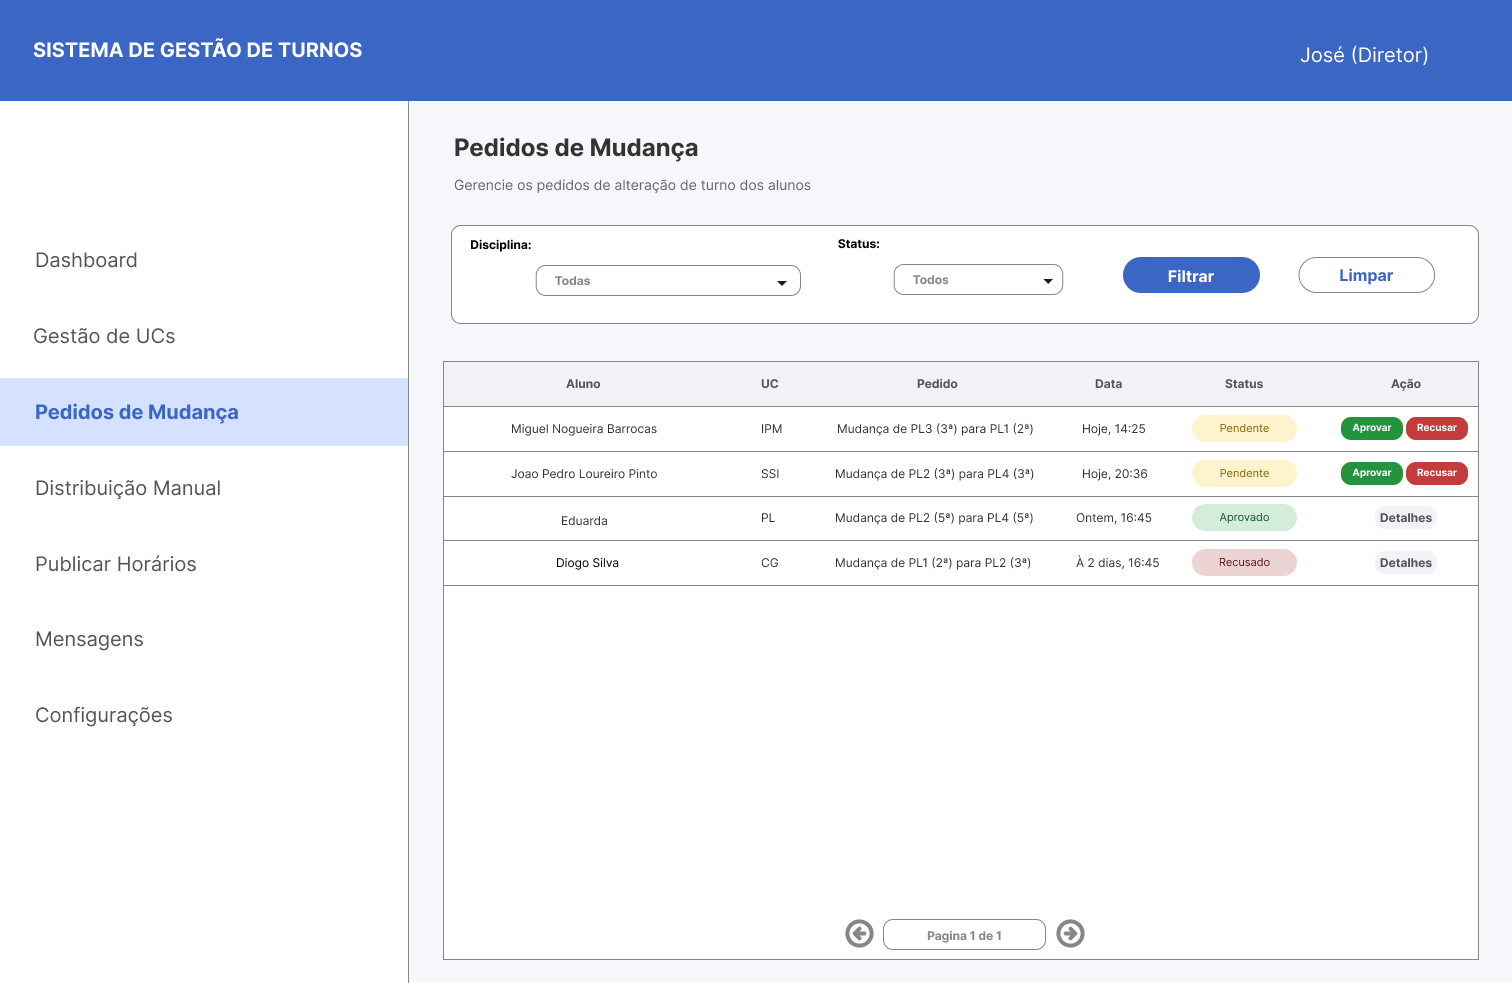 SISTEMA DE GESTÃO DE TURNOS
José (Diretor)
Dashboard
Gestão de UCs
Pedidos de Mudança
Distribuição Manual
Publicar Horários
Mensagens
Configurações
Pedidos de Mudança
Gerencie os pedidos de alteração de turno dos alunos
Disciplina:
Todas
Status:
Todos
Filtrar
Limpar
Aluno UC Pedido Data Status Ação
Miguel Nogueira Barrocas IPM Mudança de PL3 (3ª) para PL1 (2ª) Hoje, 14:25 Pendente Aprovar Recusar
Joao Pedro Loureiro Pinto SSI Mudança de PL2 (3ª) para PL4 (3ª) Hoje, 20:36 Pendente Aprovar Recusar
Eduarda PL Mudança de PL2 (5ª) para PL4 (5ª) Ontem, 16:45 Aprovado Detalhes
Diogo Silva CG Mudança de PL1 (2ª) para PL2 (3ª) À 2 dias, 16:45 Recusado Detalhes
Pagina 1 de 1